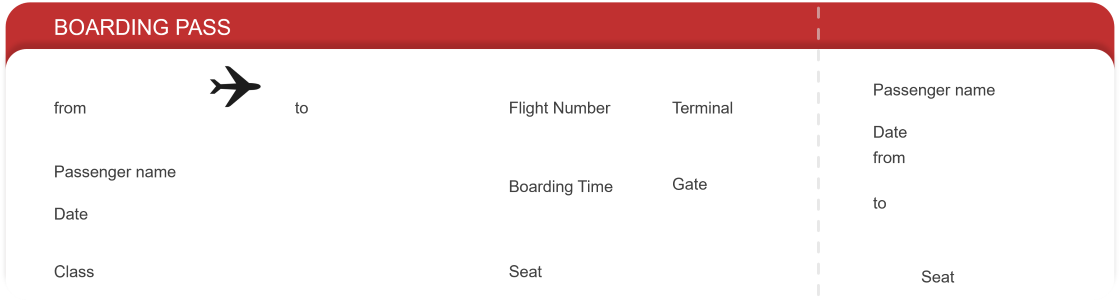 BOARDING PASS
from
to
Flight Number
Terminal
Passenger name
Boarding Time
Gate
Date
Class
Seat
Passenger name
Date
from
to
Seat